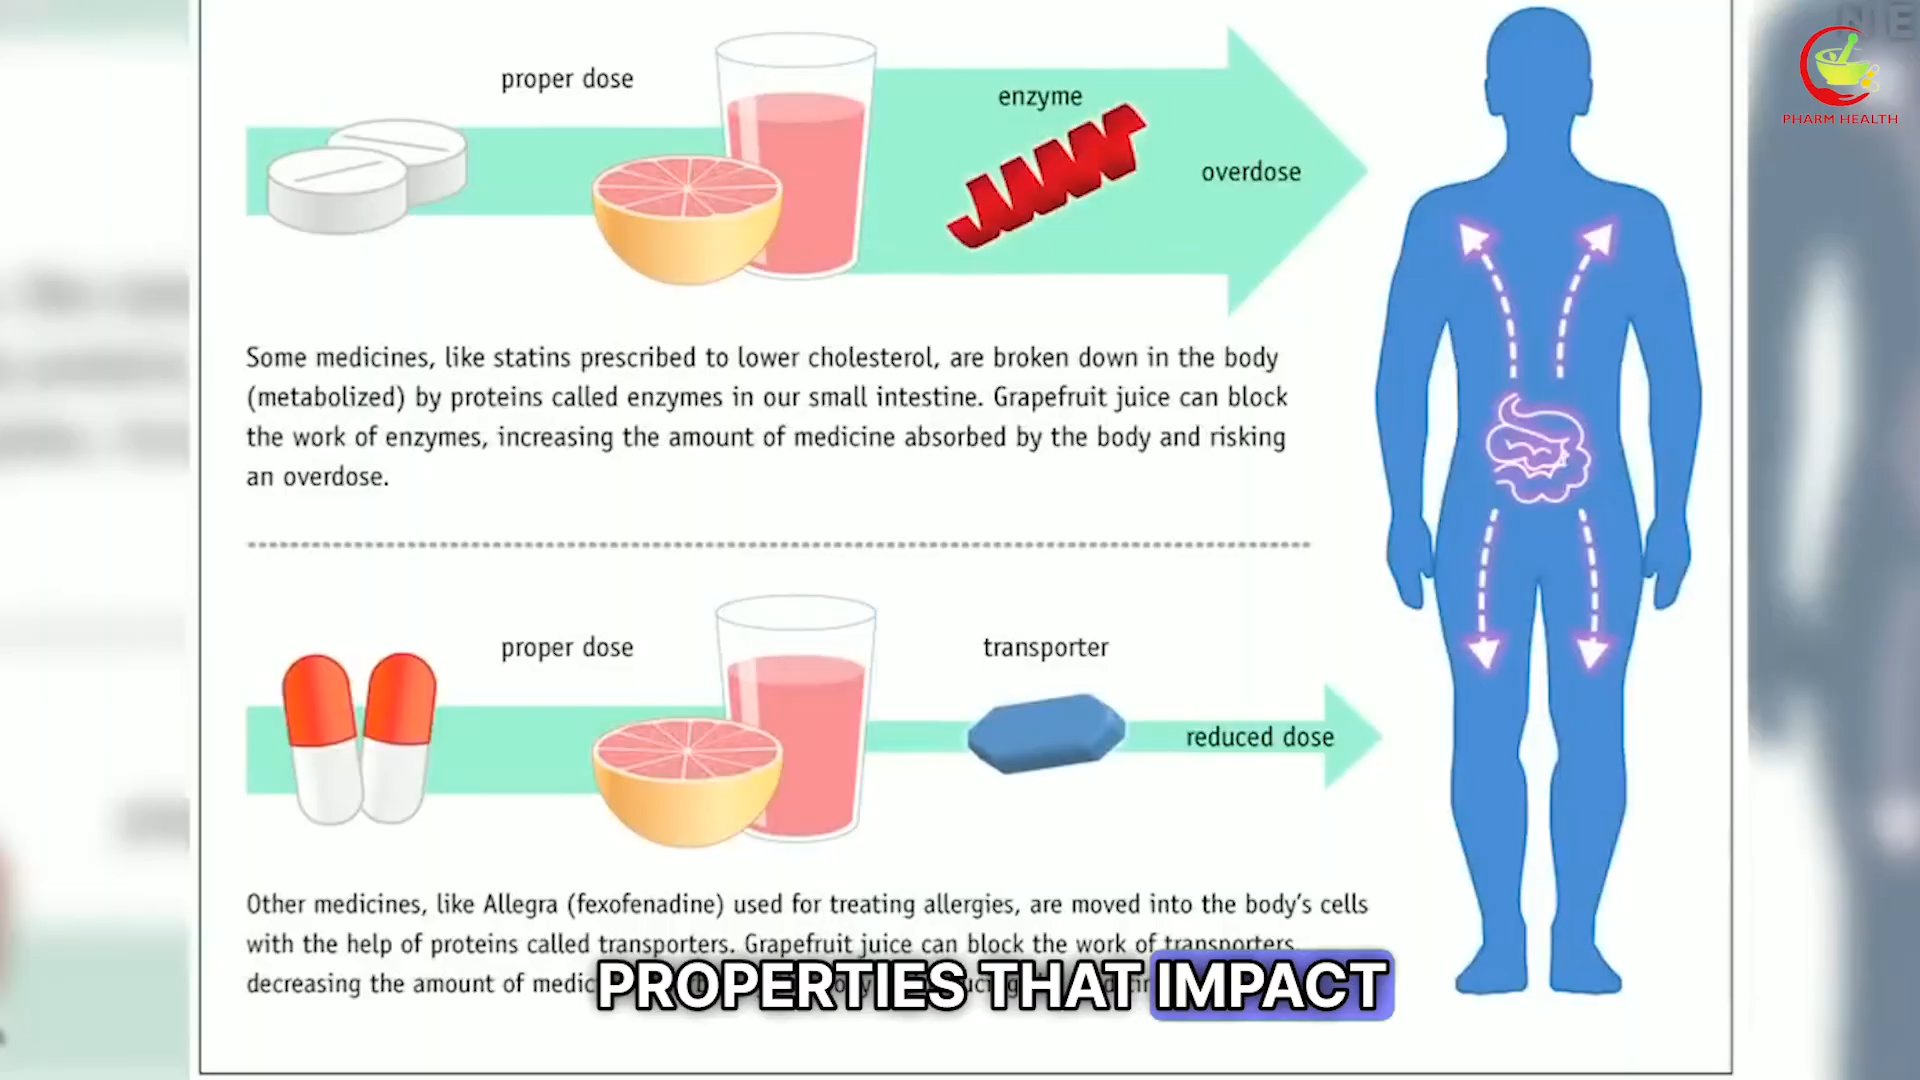 NE
PHARM HEALTH
proper dose
enzyme
overdose
Some medicines, like statins prescribed to lower cholesterol, are broken down in the body
(metabolized) by proteins called enzymes in our small intestine. Grapefruit juice can block
the work of enzymes, increasing the amount of medicine absorbed by the body and risking
an overdose.
proper dose
transporter
reduced dose
Other medicines, like Allegra (fexofenadine) used for treating allergies, are moved into the body's cells
with the help of proteins called transporters. Grapefruit juice can block the work of transporters,
decreasing the amount of
PROPERTIES THAT IMPACT